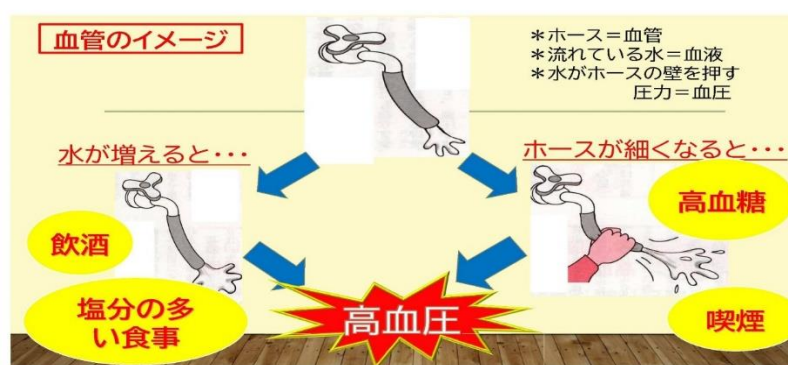 血管のイメージ
＊ホース＝血管
＊流れている水＝血液
＊水がホースの壁を押す
圧力＝血圧
水が増えると・・・
ホースが細くなると・・・
飲酒
塩分の多
い食事
高血糖
喫煙
高血圧